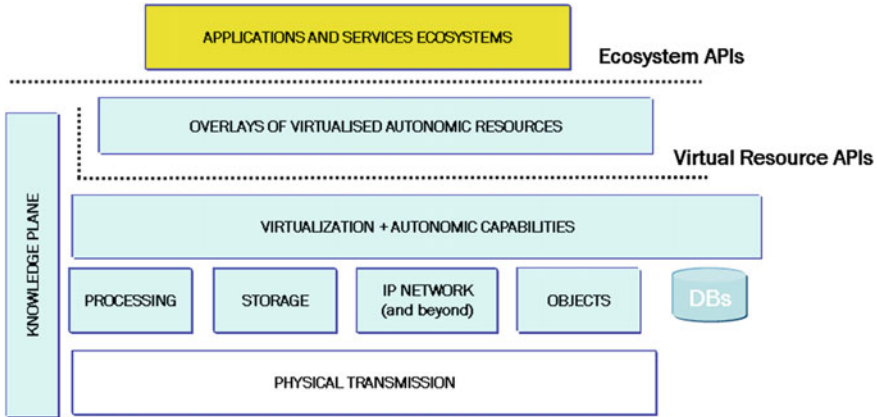 APPLICATIONS AND SERVICES ECOSYSTEMS
Ecosystem APIs
OVERLAYS OF VIRTUALISED AUTONOMIC RESOURCES
Virtual Resource APIs
KNOWLEDGE PLANE
VIRTUALIZATION + AUTONOMIC CAPABILITIES
PROCESSING
STORAGE
IP NETWORK
(and beyond)
OBJECTS
DBs
PHYSICAL TRANSMISSION